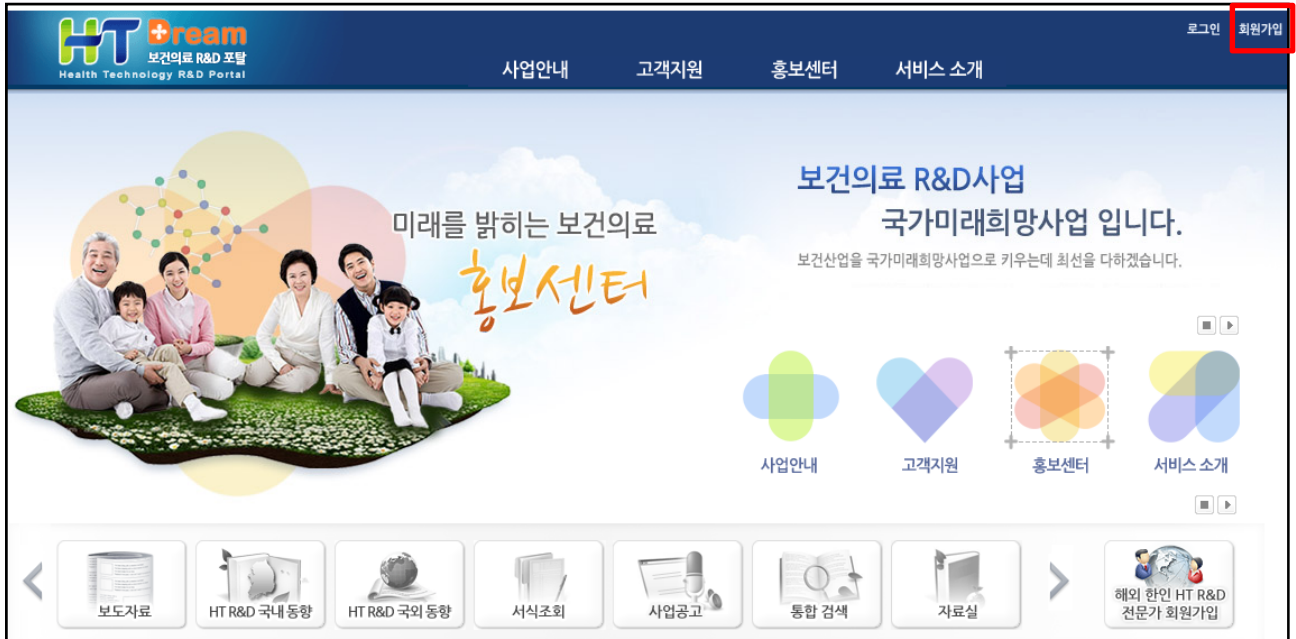 HT Dream
보건의료 R&D 포탈
Health Technology R&D Portal
로그인 회원가입
사업안내 고객지원 홍보센터 서비스 소개
미래를 밝히는 보건의료
홍보센터
보건의료 R&D사업
국가미래희망사업 입니다.
보건산업을 국가미래희망사업으로 키우는데 최선을 다하겠습니다.
사업안내 고객지원 홍보센터 서비스 소개
보도자료
HT R&D 국내 동향
HT R&D 국외 동향
서식조회
사업공고
통합 검색
자료실
해외 한인 HT R&D
전문가 회원가입